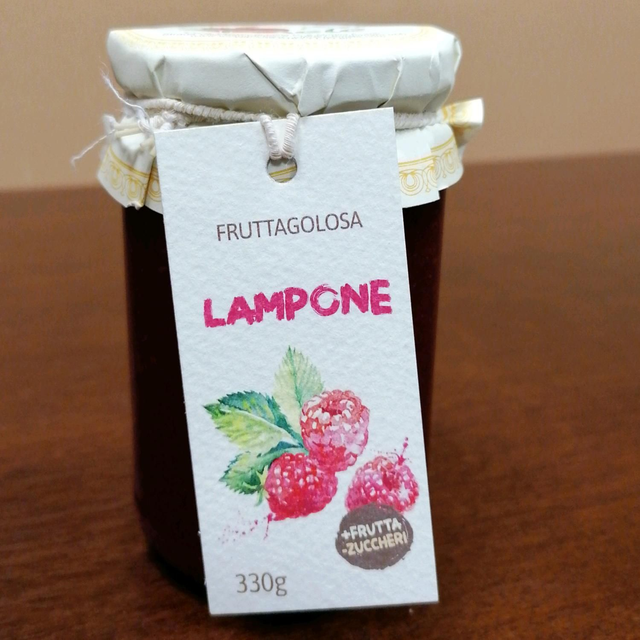 FRUTTAGOLOSA
LAMPONE
+FRUTTA
-ZUCCHERI
330g